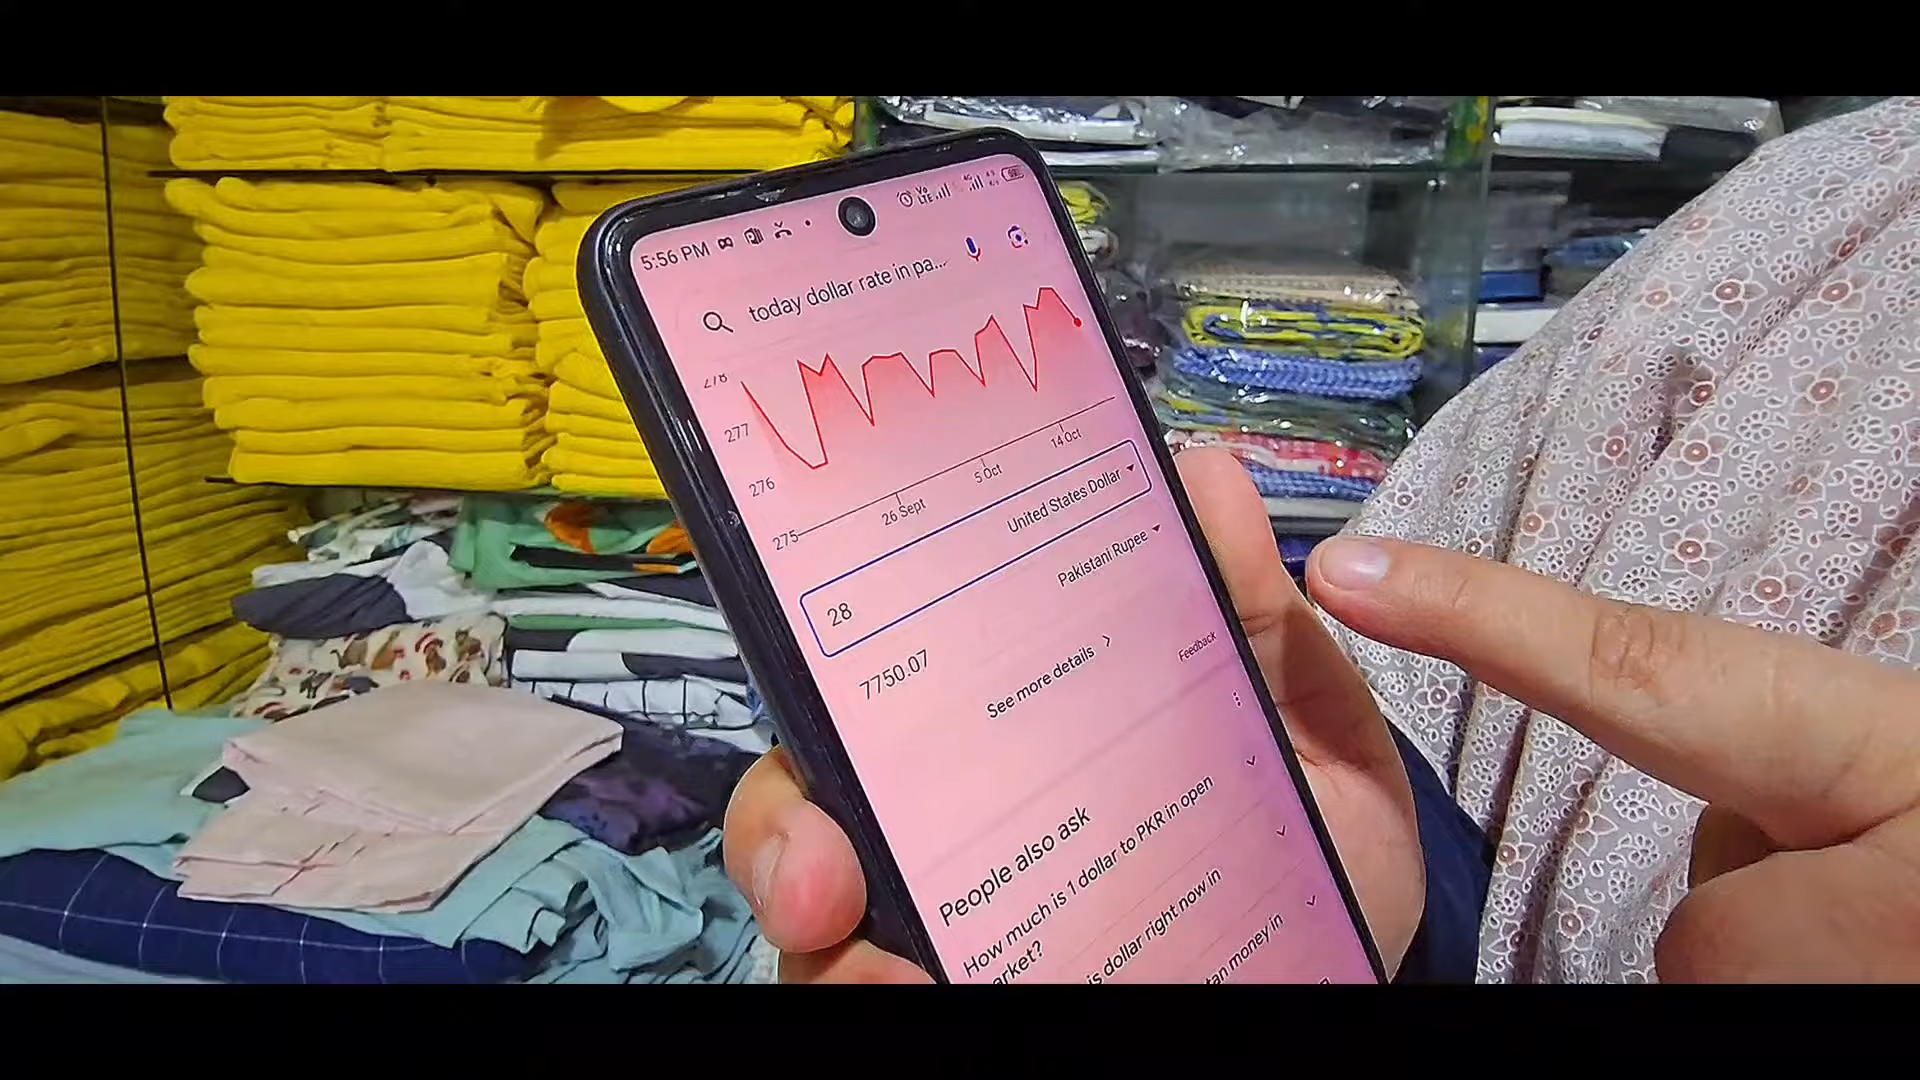 5:56 PM
today dollar rate in pa...
278
277
276
275
26 Sept
5 Oct
14 Oct
United States Dollar
28
Pakistani Rupee
7750.07
See more details
Feedback
People also ask
How much is 1 dollar to PKR in open
arket?
is dollar right now in
tan money in